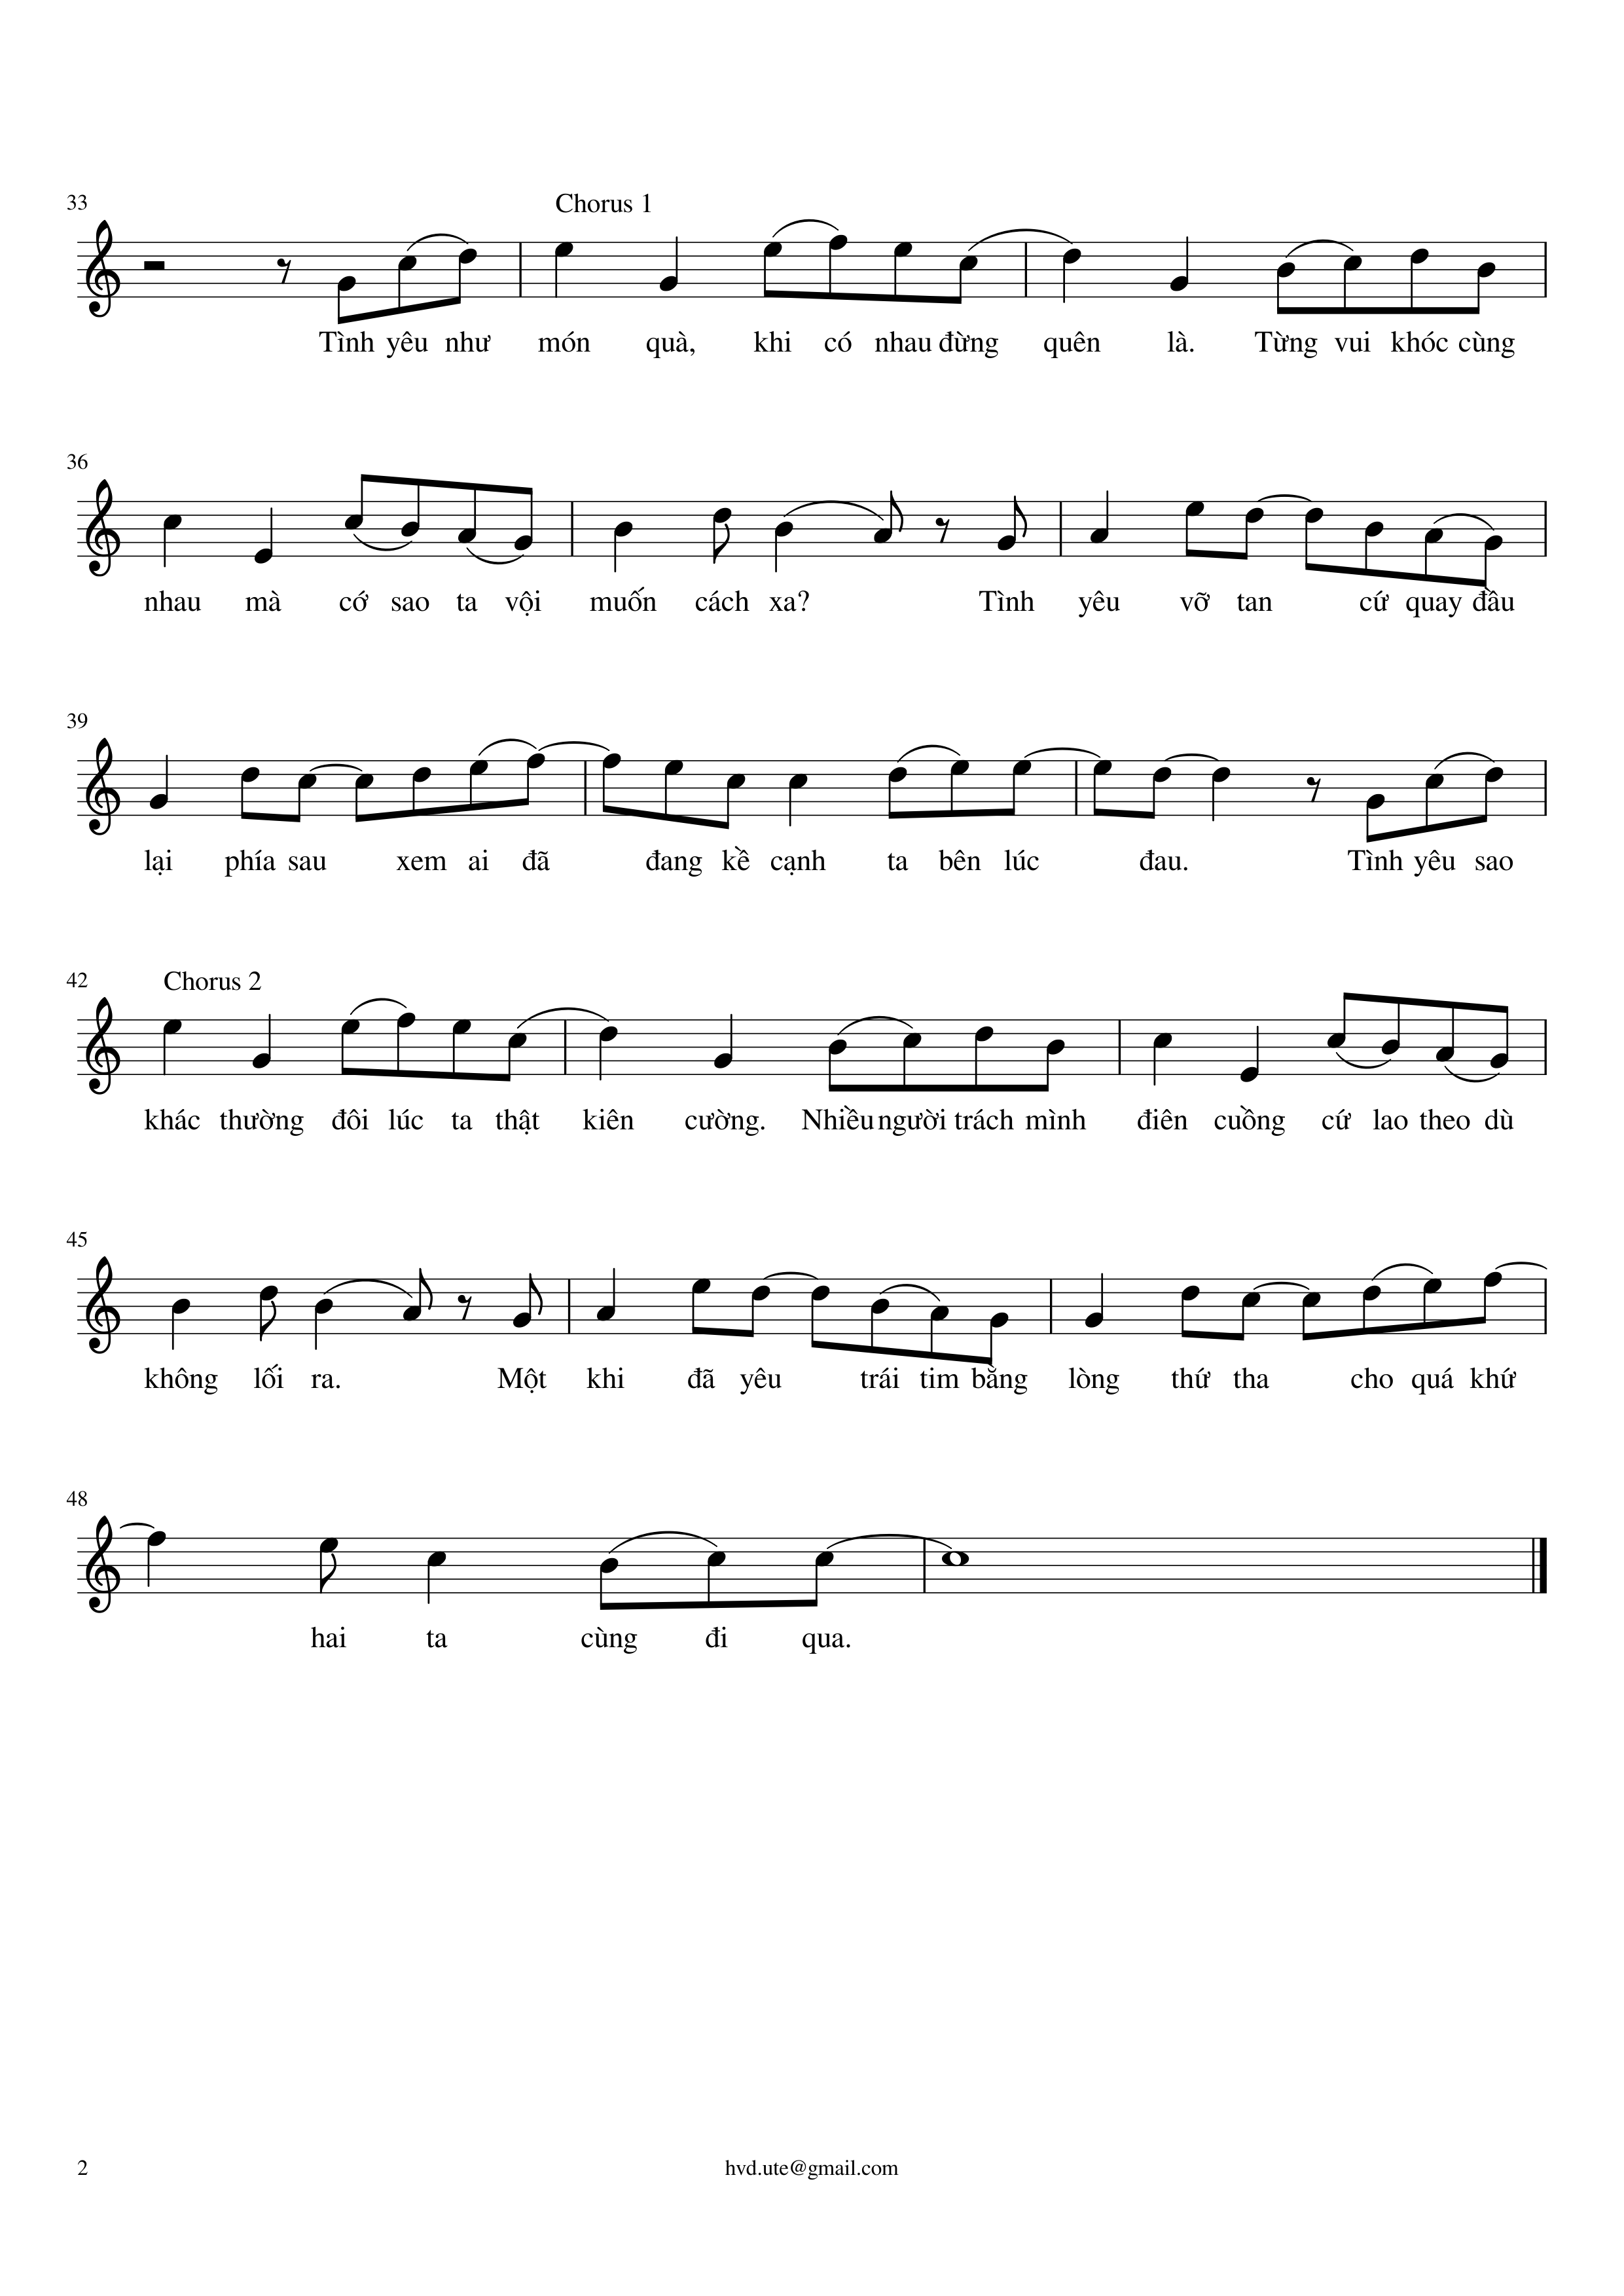 33
Chorus 1
Tình yêu như món quà, khi có nhau đừng quên là. Từng vui khóc cùng
36
nhau mà cớ sao ta vội muốn cách xa? Tình yêu vỡ tan cứ quay đầu
39
lại phía sau xem ai đã đang kề cạnh ta bên lúc đau. Tình yêu sao
42
Chorus 2
khác thường đôi lúc ta thật kiên cường. Nhiều người trách mình điên cuồng cứ lao theo dù
45
không lối ra. Một khi đã yêu trái tim bằng lòng thứ tha cho quá khứ
48
hai ta cùng đi qua.
2
hvd.ute@gmail.com